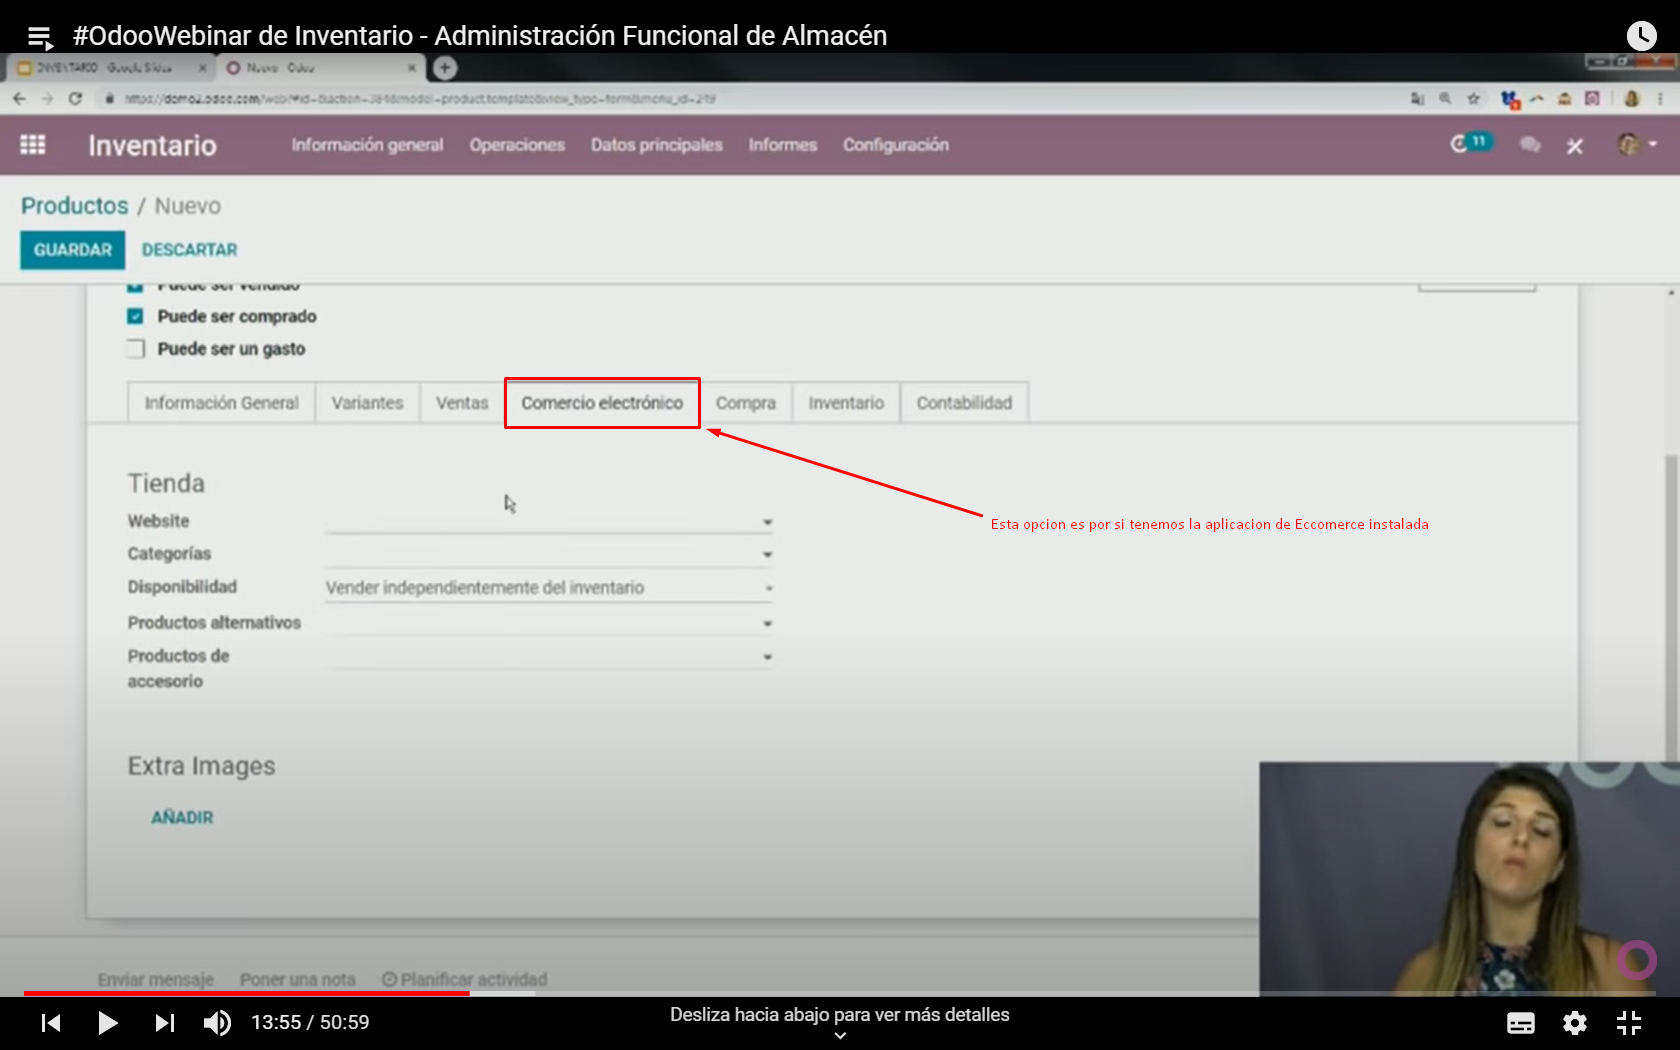 #OdooWebinar de Inventario - Administración Funcional de Almacén
INVENTARIO - Google Slides
Nuevo - Odoo
Inventario
Información general
Operaciones
Datos principales
Informes
Configuración
11
Productos / Nuevo
GUARDAR
DESCARTAR
Puede ser vendido
Puede ser comprado
Puede ser un gasto
Información General
Variantes
Ventas
Comercio electrónico
Compra
Inventario
Contabilidad
Tienda
Website
Esta opcion es por si tenemos la aplicacion de Eccomerce instalada
Categorías
Disponibilidad
Vender independientemente del inventario
Productos alternativos
Productos de
accesorio
Extra Images
AÑADIR
Enviar mensaje
Poner una nota
Planificar actividad
13:55 / 50:59
Desliza hacia abajo para ver más detalles